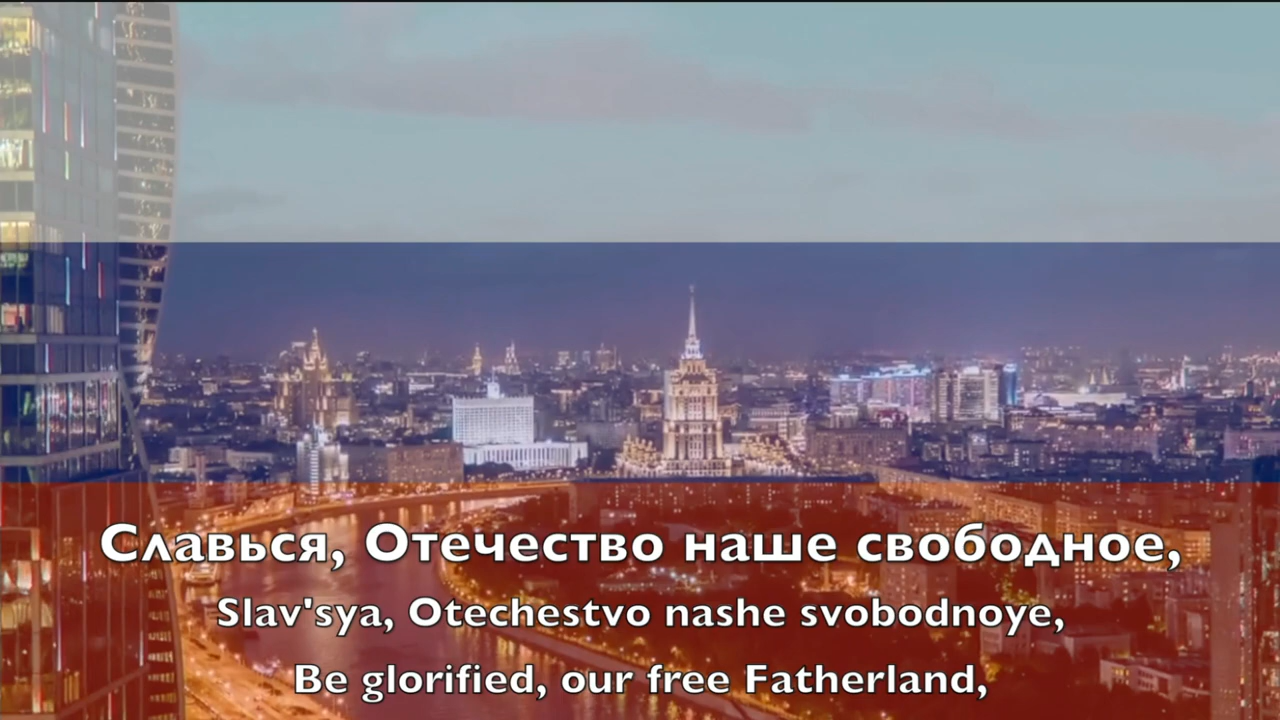 Славься, Отечество наше свободное,
Slav'sya, Otechestvo nashe svobodnoye,
Be glorified, our free Fatherland,